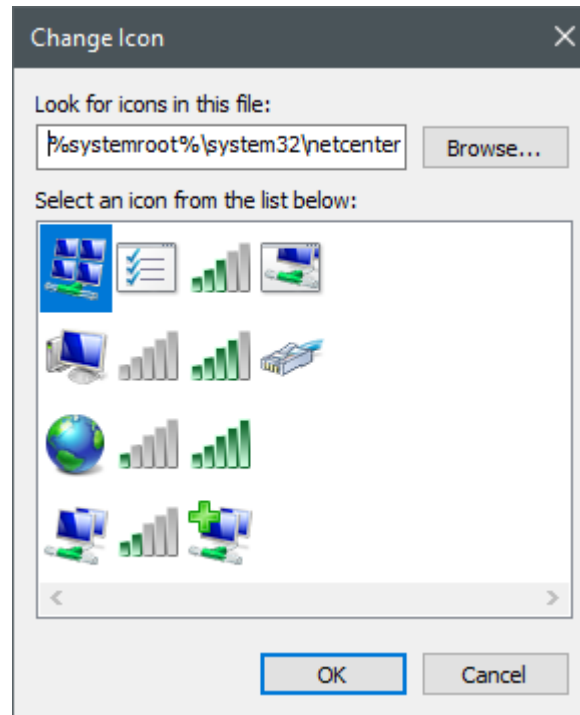 Change Icon
Look for icons in this file:
%systemroot%\system32\netcenter
Browse...
Select an icon from the list below:
OK
Cancel